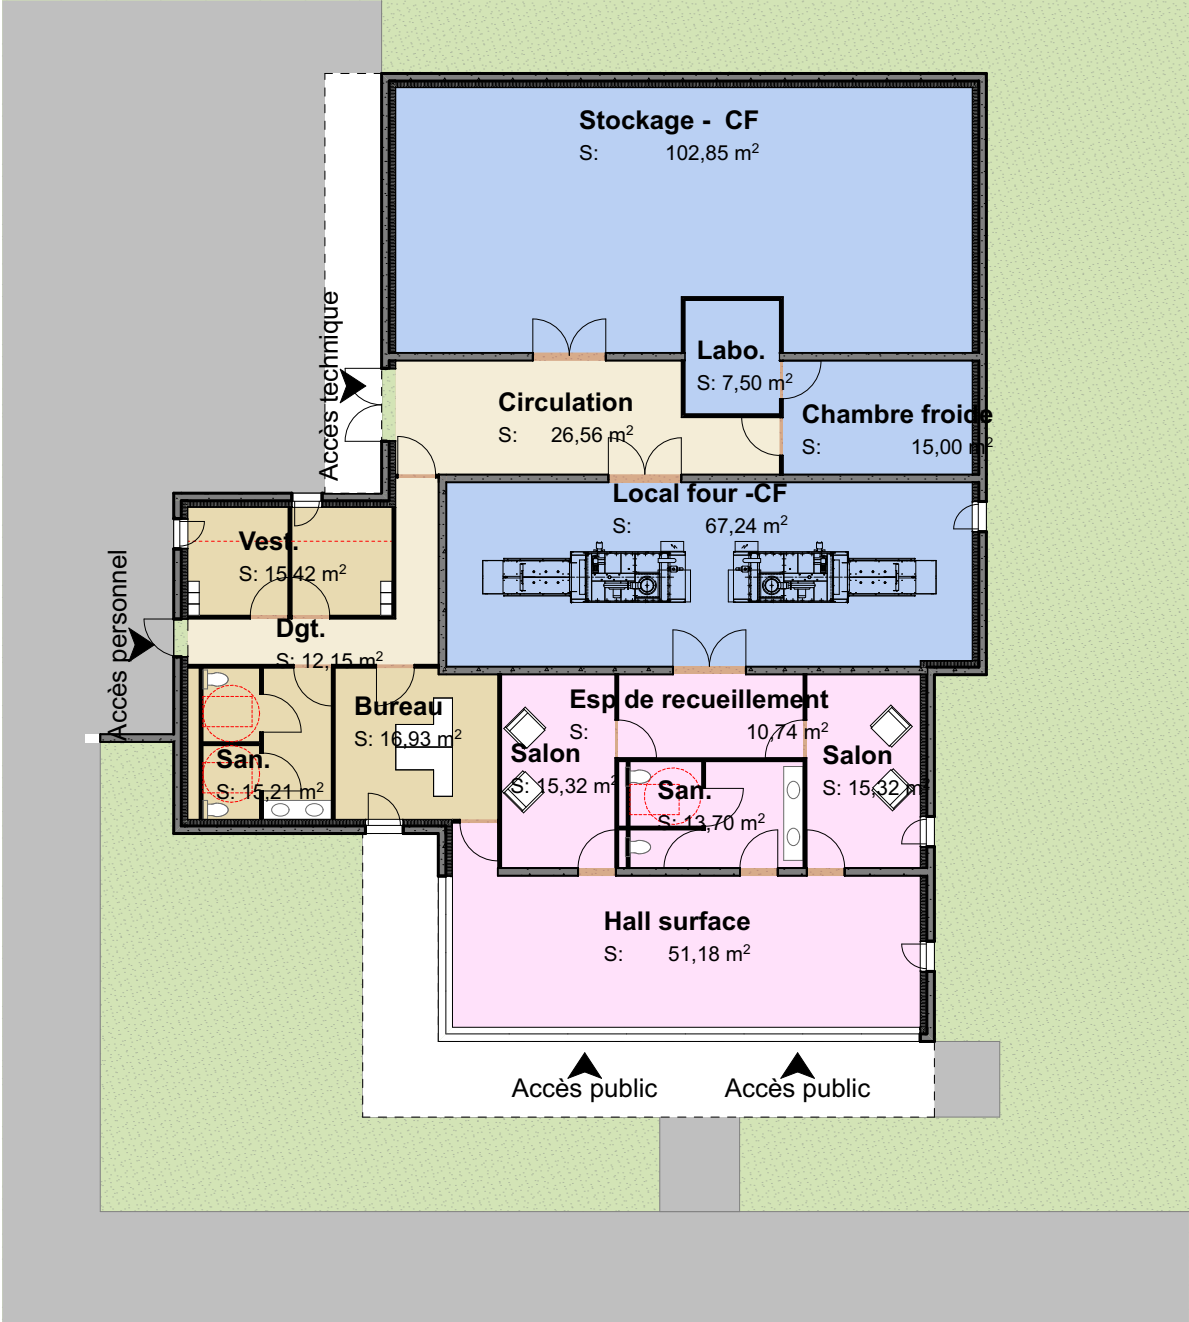 Stockage - CF
S: 102,85 m²
Accès technique
Labo.
S: 7,50 m²
Circulation
S: 26,56 m²
Chambre froide
S: 15,00 m²
Local four -CF
S: 67,24 m²
Vest.
S: 15,42 m²
Accès personnel
Dgt.
S: 12,15 m²
Bureau
S: 16,93 m²
San.
S: 15,21 m²
Esp de recueillement
S: 10,74 m²
Salon
S: 15,32 m²
San.
S: 13,70 m²
Salon
S: 15,32 m²
Hall surface
S: 51,18 m²
Accès public
Accès public